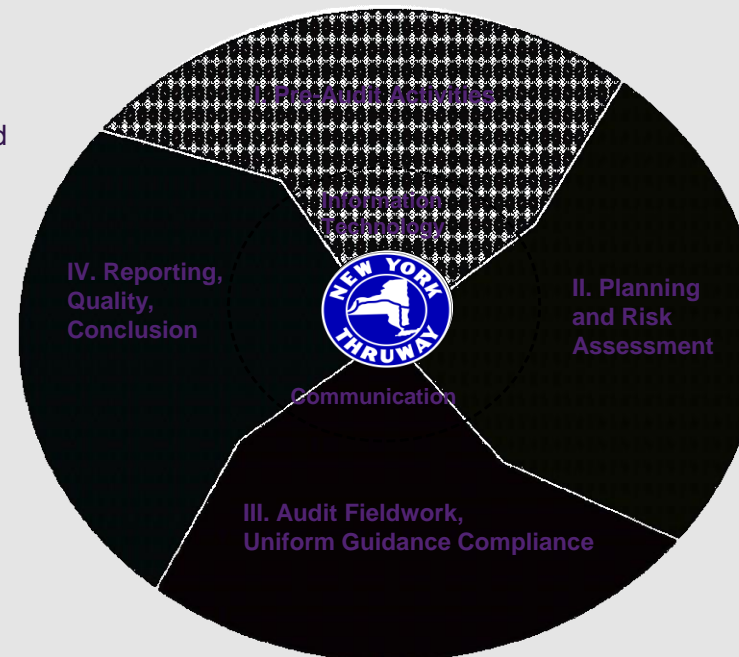 I. Pre-Audit Activities
d
Information
Technology
IV. Reporting,
Quality,
Conclusion
NEW YORK
THRUWAY
II. Planning
and Risk
Assessment
Communication
III. Audit Fieldwork,
Uniform Guidance Compliance